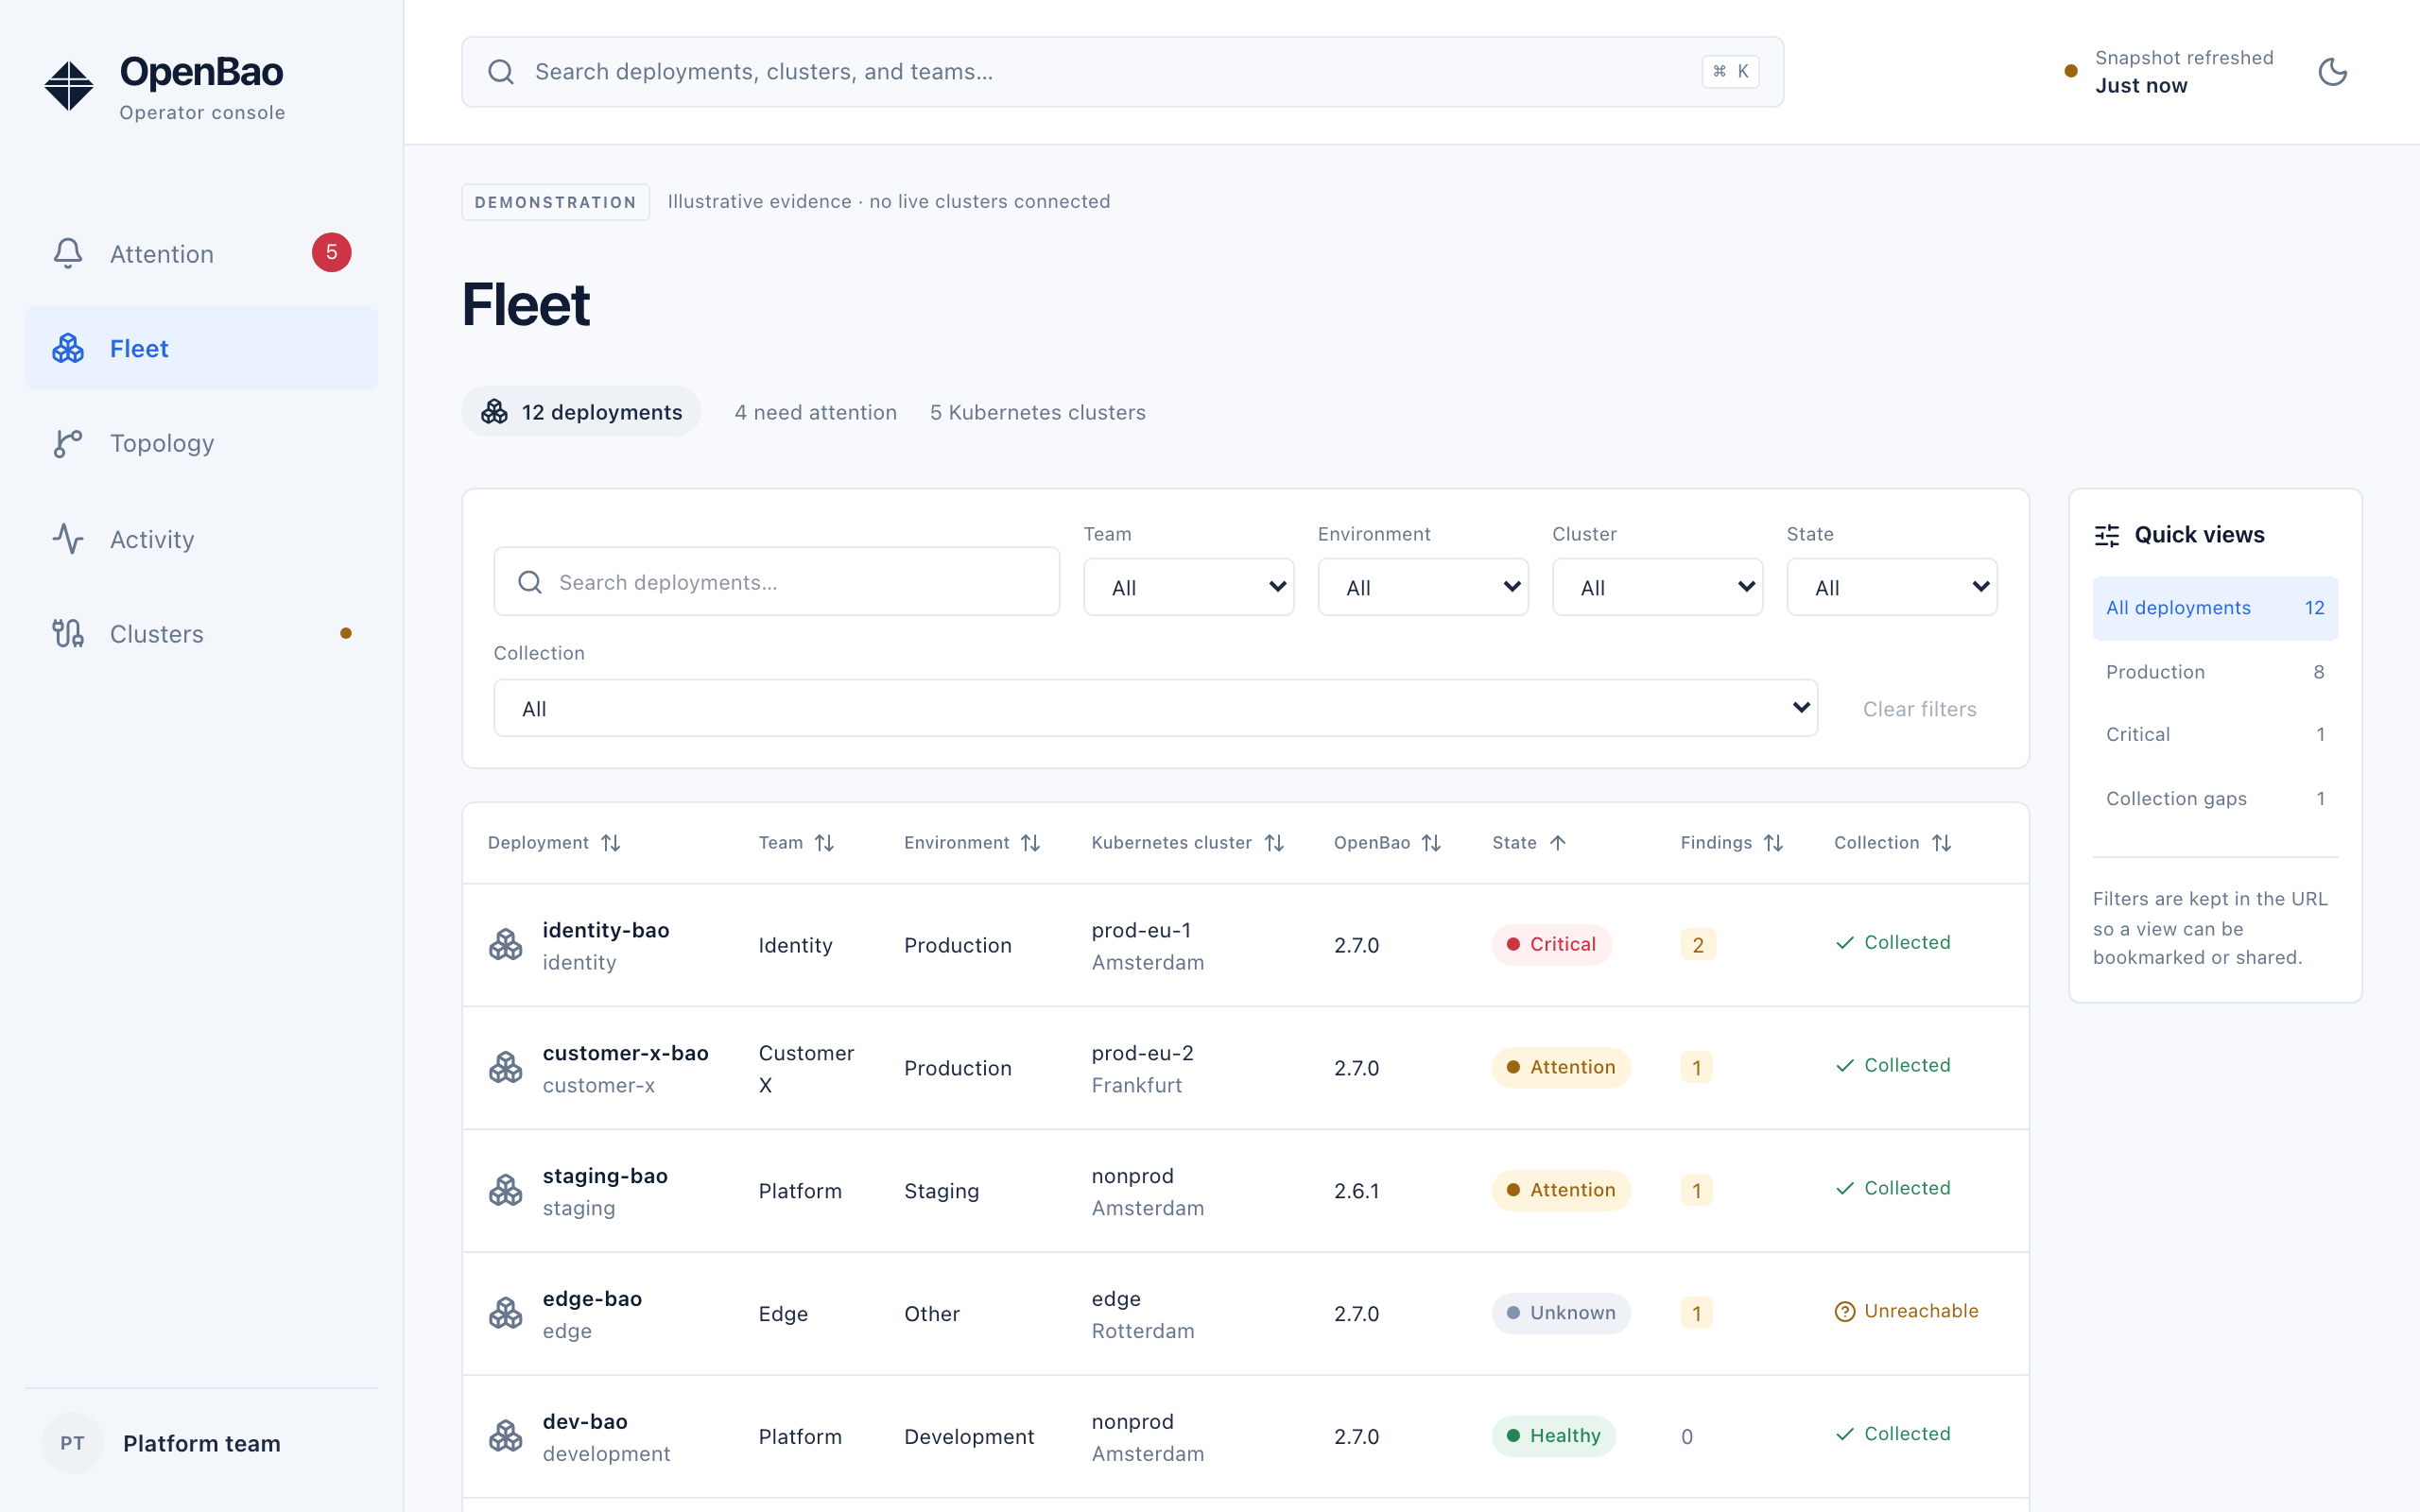 OpenBao
Operator console
Attention 5
Fleet
Topology
Activity
Clusters
PT Platform team
Search deployments, clusters, and teams... ⌘ K
Snapshot refreshed
Just now
DEMONSTRATION Illustrative evidence · no live clusters connected
Fleet
12 deployments 4 need attention 5 Kubernetes clusters
Team Environment Cluster State
Search deployments... All All All All
Collection
All Clear filters
Quick views
All deployments 12
Production 8
Critical 1
Collection gaps 1
Filters are kept in the URL
so a view can be
bookmarked or shared.
Deployment Team Environment Kubernetes cluster OpenBao State Findings Collection
identity-bao
identity
Identity
Production
prod-eu-1
Amsterdam
2.7.0
Critical
2
Collected
customer-x-bao
customer-x
Customer
X
Production
prod-eu-2
Frankfurt
2.7.0
Attention
1
Collected
staging-bao
staging
Platform
Staging
nonprod
Amsterdam
2.6.1
Attention
1
Collected
edge-bao
edge
Edge
Other
edge
Rotterdam
2.7.0
Unknown
1
Unreachable
dev-bao
development
Platform
Development
nonprod
Amsterdam
2.7.0
Healthy
0
Collected